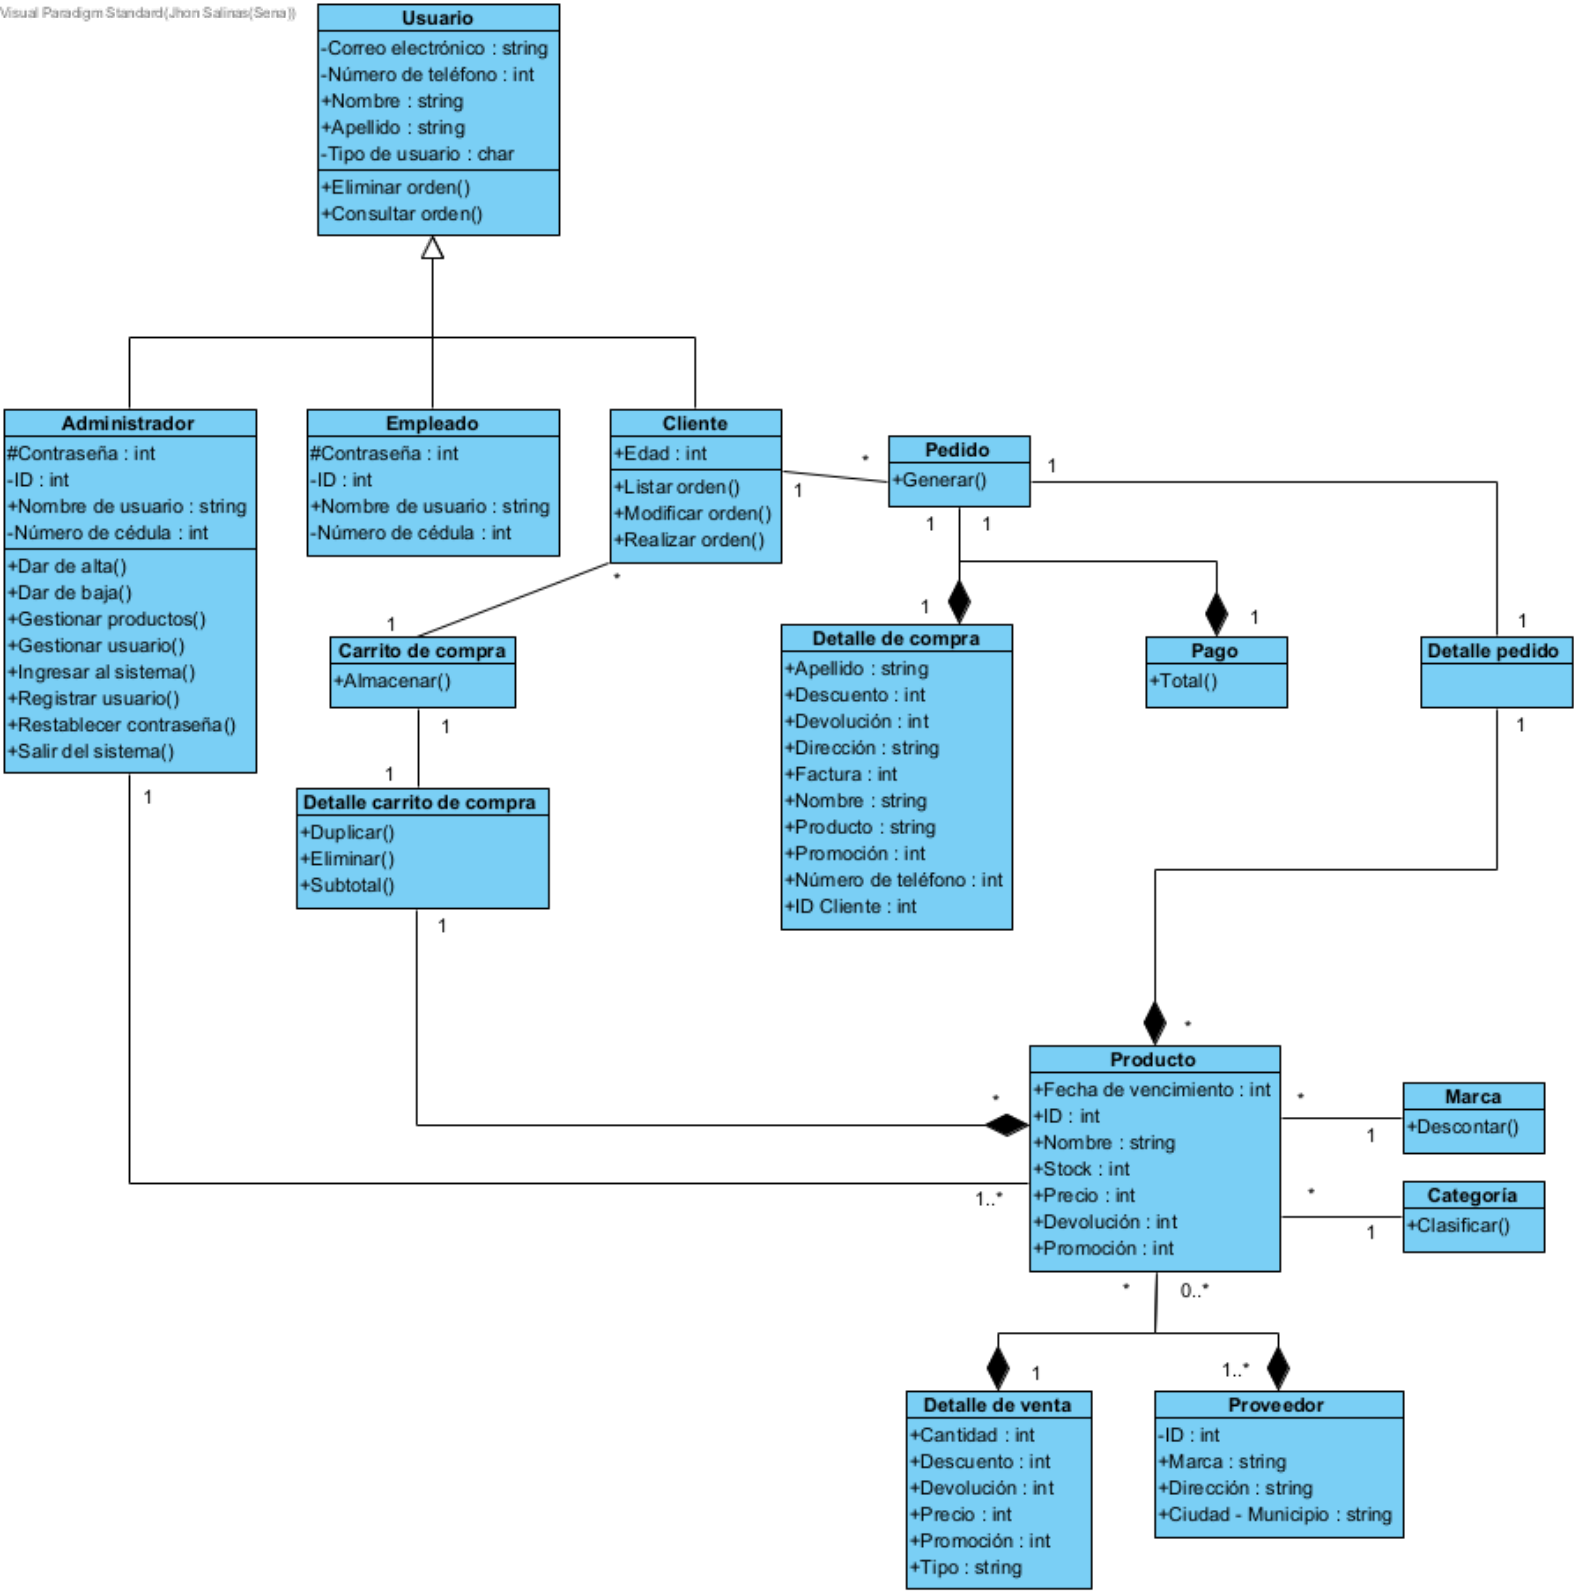 Visual Paradigm Standard(Jhon Salinas(Sena))
Usuario
-Correo electrónico : string
-Número de teléfono : int
+Nombre : string
+Apellido : string
-Tipo de usuario : char
+Eliminar orden()
+Consultar orden()
Administrador
#Contraseña : int
-ID : int
+Nombre de usuario : string
-Número de cédula : int
+Dar de alta()
+Dar de baja()
+Gestionar productos()
+Gestionar usuario()
+Ingresar al sistema()
+Registrar usuario()
+Restablecer contraseña()
+Salir del sistema()
1
Empleado
#Contraseña : int
-ID : int
+Nombre de usuario : string
-Número de cédula : int
Cliente
+Edad : int
+Listar orden()
+Modificar orden()
+Realizar orden()
*
1
*
Pedido
+Generar()
1
1
1
1
Carrito de compra
+Almacenar()
1
1
Detalle carrito de compra
+Duplicar()
+Eliminar()
+Subtotal()
1
1
Detalle de compra
+Apellido : string
+Descuento : int
+Devolución : int
+Dirección : string
+Factura : int
+Nombre : string
+Producto : string
+Promoción : int
+Número de teléfono : int
+ID Cliente : int
1
Pago
+Total()
1
Detalle pedido
1
*
*
1..*
Producto
+Fecha de vencimiento : int
+ID : int
+Nombre : string
+Stock : int
+Precio : int
+Devolución : int
+Promoción : int
*
1
Marca
+Descontar()
*
1
Categoría
+Clasificar()
*
0..*
1
Detalle de venta
+Cantidad : int
+Descuento : int
+Devolución : int
+Precio : int
+Promoción : int
+Tipo : string
1..*
Proveedor
-ID : int
+Marca : string
+Dirección : string
+Ciudad - Municipio : string